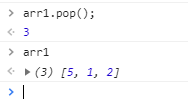 > arr1.pop();
<· 3
> arr1
<· ▸ (3) [5, 1, 2]
>